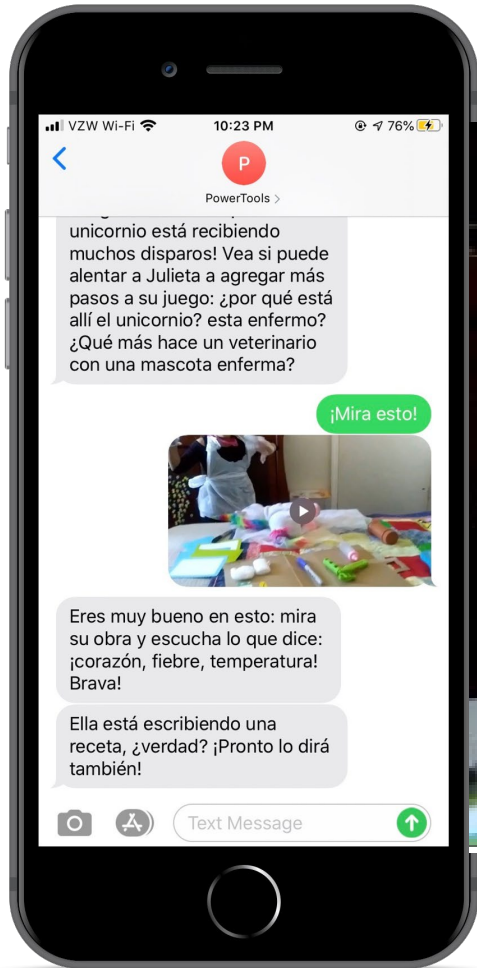 VZW Wi-Fi 10:23 PM 76%
P
PowerTools
unicornio está recibiendo
muchos disparos! Vea si puede
alentar a Julieta a agregar más
pasos a su juego: ¿por qué está
allí el unicornio? esta enfermo?
¿Qué más hace un veterinario
con una mascota enferma?
¡Mira esto!
Eres muy bueno en esto: mira
su obra y escucha lo que dice:
¡corazón, fiebre, temperatura!
Brava!
Ella está escribiendo una
receta, ¿verdad? ¡Pronto lo dirá
también!
Text Message